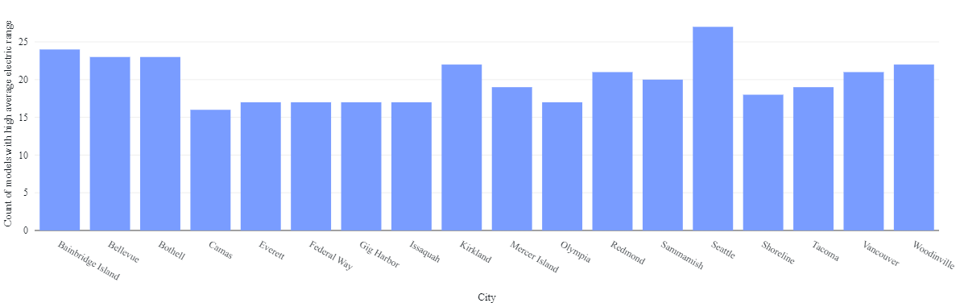 Count of models with high average electric range
25
20
15
10
5
0
Bainbridge Island
Bellevue
Bothell
Camas
Everett
Federal Way
Gig Harbor
Issaquah
Kirkland
Mercer Island
Olympia
Redmond
Sammamish
Seattle
Shoreline
Tacoma
Vancouver
Woodinville
City